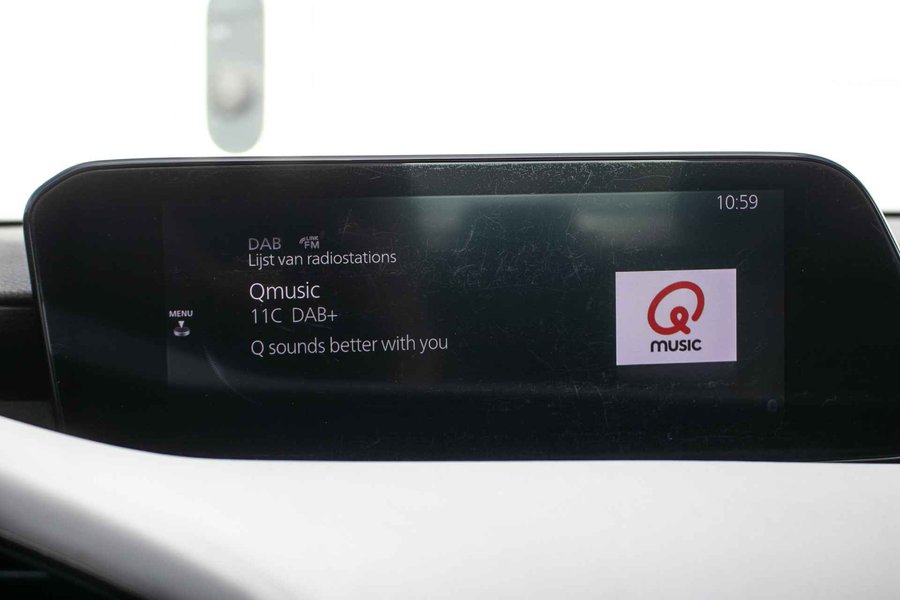 10:59
DAB LINK FM
Lijst van radiostations
Qmusic
11C DAB+
Q sounds better with you
MENU
Q
MUSIC